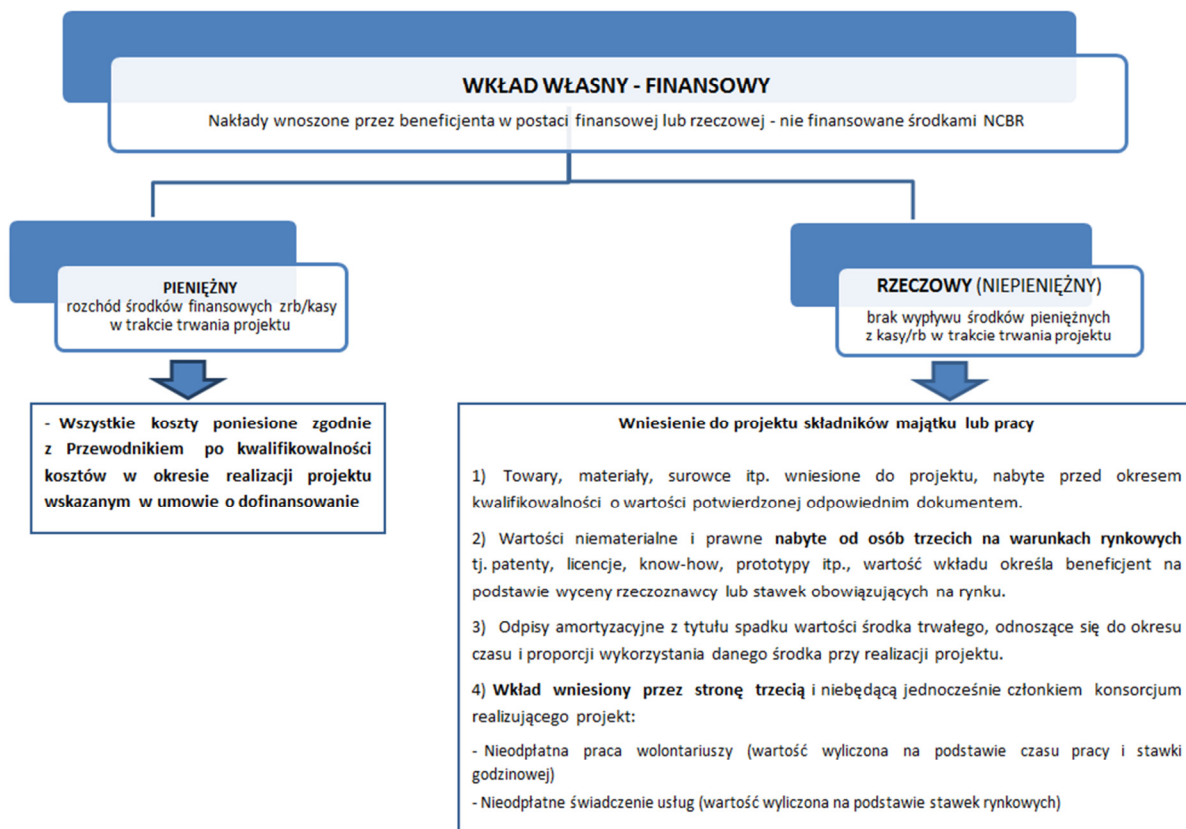 WKŁAD WŁASNY - FINANSOWY
Nakłady wnoszone przez beneficjenta w postaci finansowej lub rzeczowej - nie finansowane środkami NCBR
PIENIĘŻNY
rozchód środków finansowych zrb/kasy
w trakcie trwania projektu
- Wszystkie koszty poniesione zgodnie
z Przewodnikiem po kwalifikowalności
kosztów w okresie realizacji projektu
wskazanym w umowie o dofinansowanie
RZECZOWY (NIEPIENIĘŻNY)
brak wypływu środków pieniężnych
z kasy/rb w trakcie trwania projektu
Wniesienie do projektu składników majątku lub pracy
1) Towary, materiały, surowce itp. wniesione do projektu, nabyte przed okresem
kwalifikowalności o wartości potwierdzonej odpowiednim dokumentem.
2) Wartości niematerialne i prawne nabyte od osób trzecich na warunkach rynkowych
tj. patenty, licencje, know-how, prototypy itp., wartość wkładu określa beneficjent na
podstawie wyceny rzeczoznawcy lub stawek obowiązujących na rynku.
3) Odpisy amortyzacyjne z tytułu spadku wartości środka trwałego, odnoszące się do okresu
czasu i proporcji wykorzystania danego środka przy realizacji projektu.
4) Wkład wniesiony przez stronę trzecią i niebędącą jednocześnie członkiem konsorcjum
realizującego projekt:
- Nieodpłatna praca wolontariuszy (wartość wyliczona na podstawie czasu pracy i stawki
godzinowej)
- Nieodpłatne świadczenie usług (wartość wyliczona na podstawie stawek rynkowych)